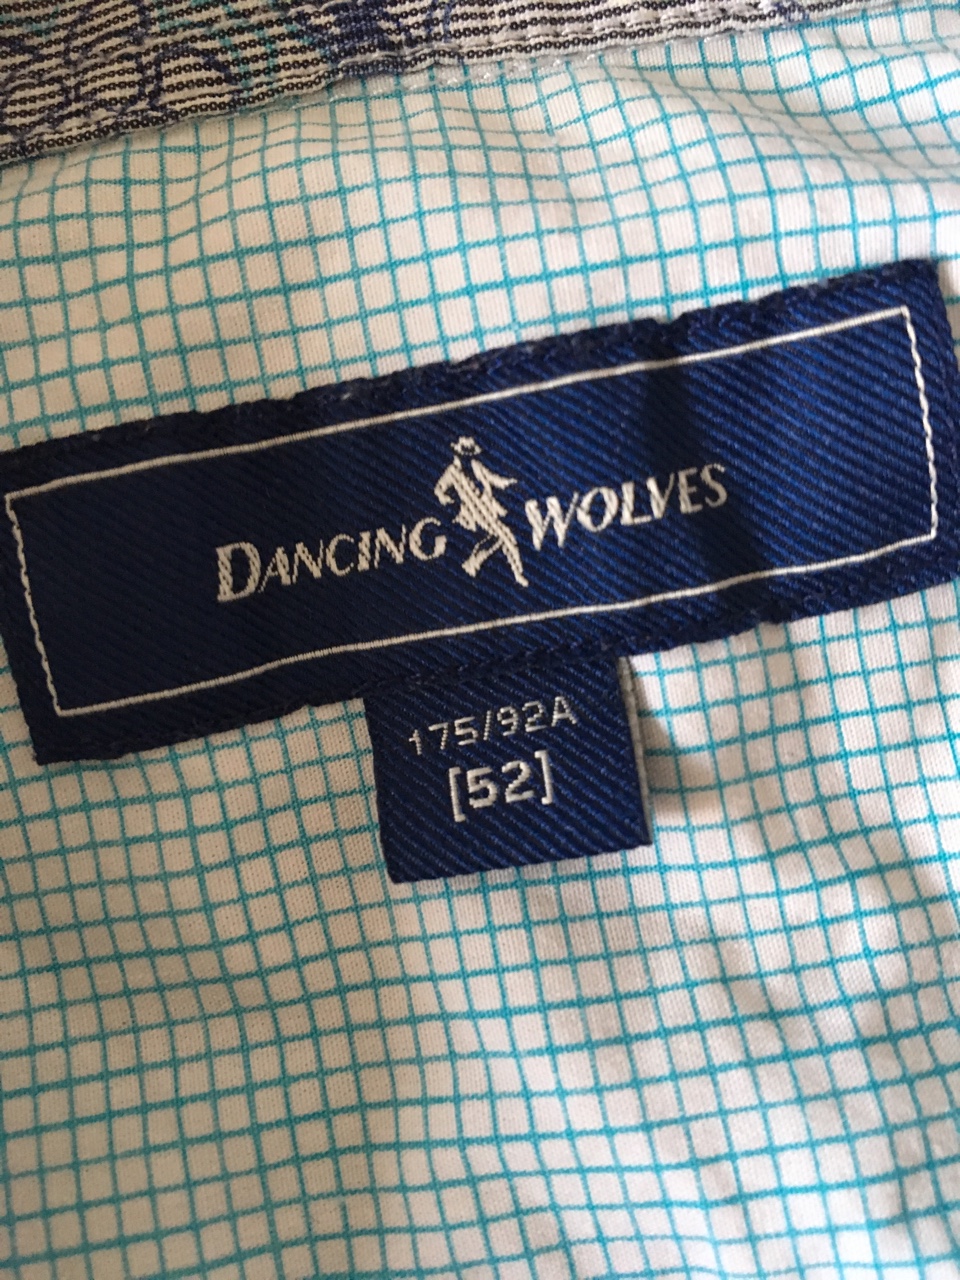 DANCING WOLVES
175/92A
[52]